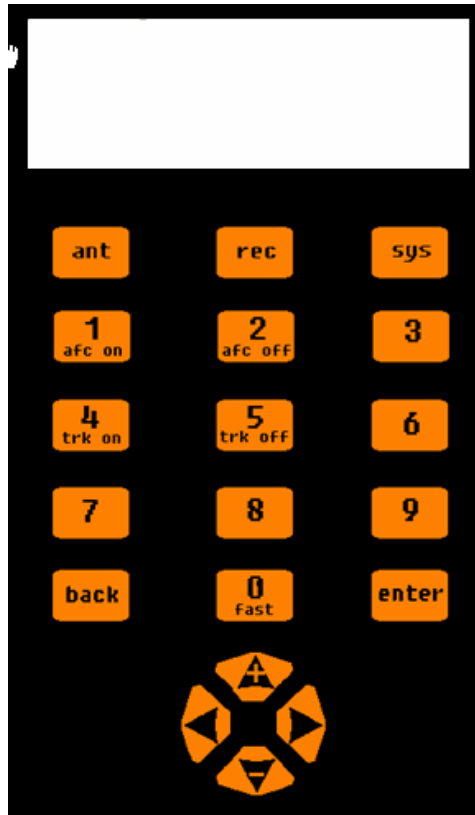 ant rec sys
1 2 3
afc on afc off
4 5 6
trk on trk off
7 8 9
back 0 enter
fast
+
-